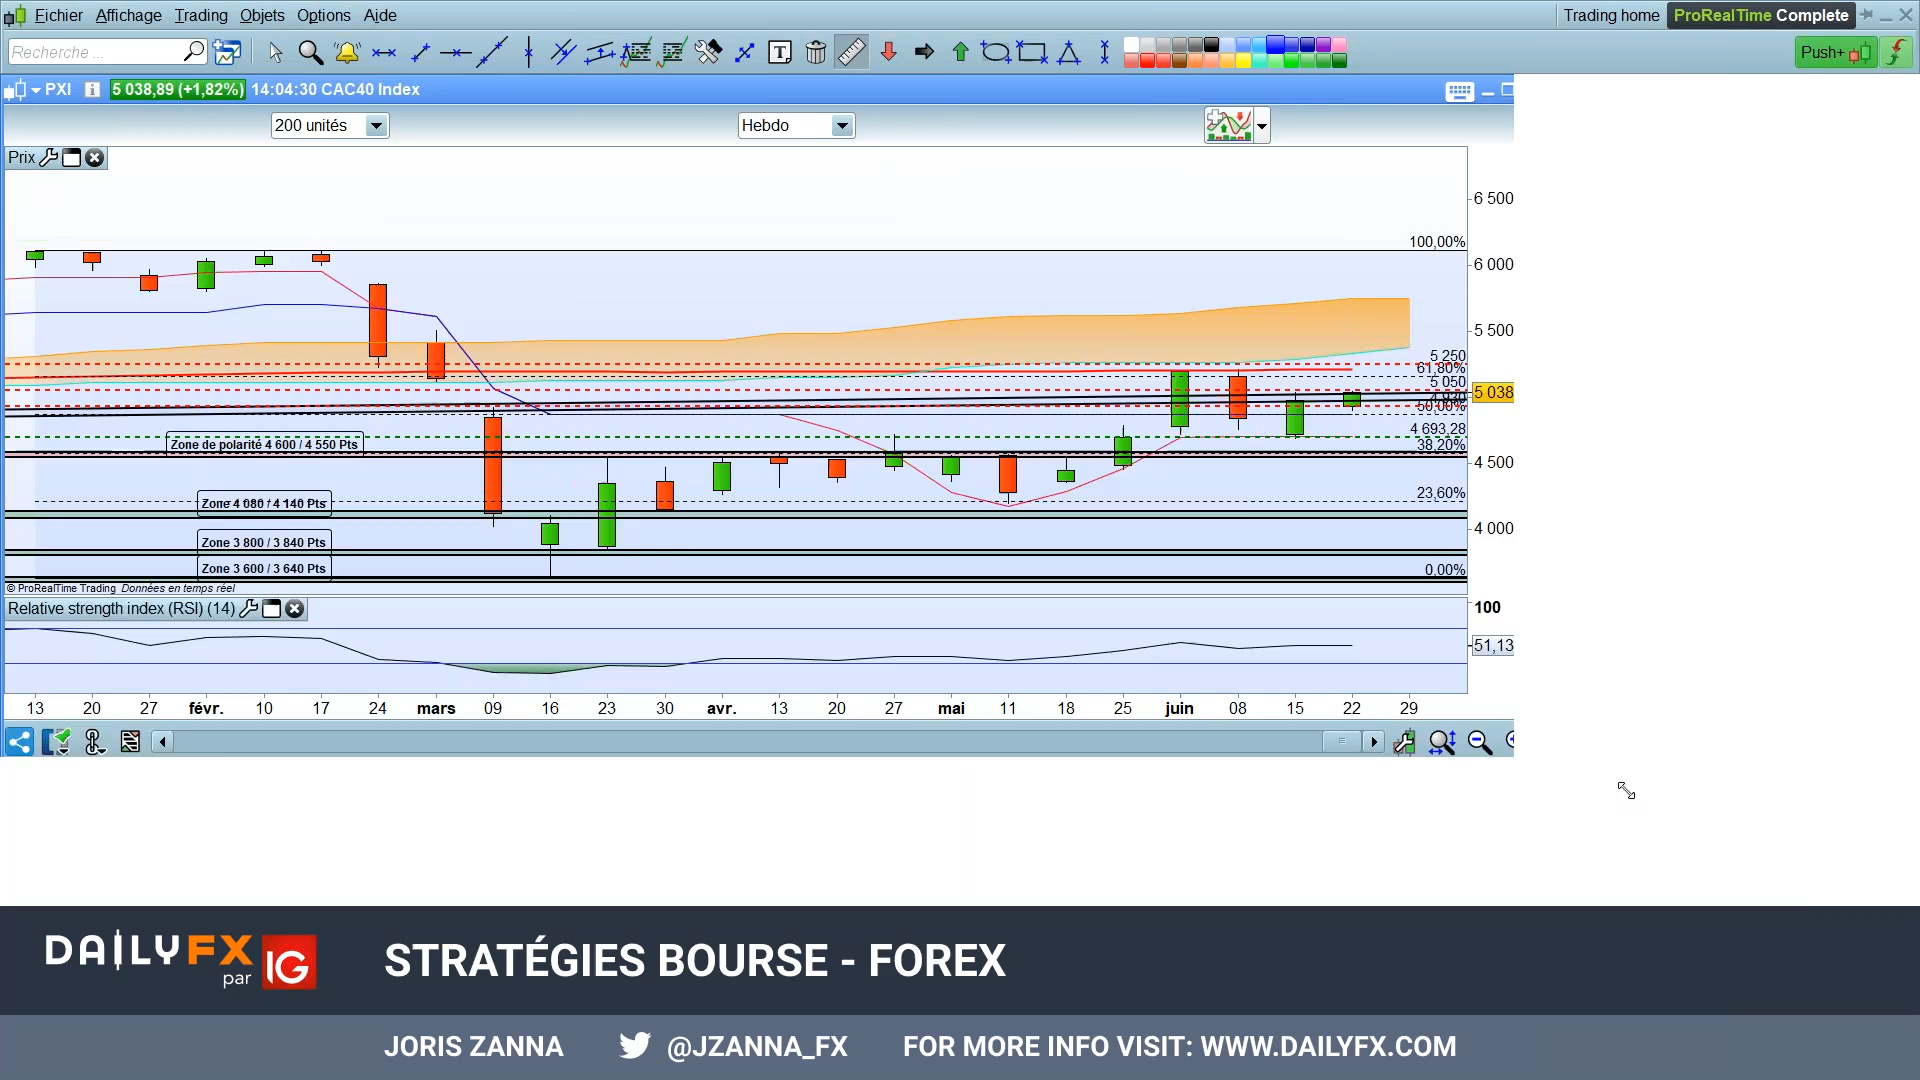 Fichier Affichage Trading Objets Options Aide
Trading home ProRealTime Complete
Recherche ...
T
Push+
PXI i 5 038,89 (+1,82%) 14:04:30 CAC40 Index
200 unités
Hebdo
Prix
6 500
100,00%
6 000
5 500
5 250
61,80%
5 050
5 038
4 930
50,00%
4 693,28
Zone de polarité 4 600 / 4 550 Pts
38,20%
4 500
23,60%
Zone 4 080 / 4 140 Pts
4 000
Zone 3 800 / 3 840 Pts
Zone 3 600 / 3 640 Pts
0,00%
© ProRealTime Trading Données en temps réel
Relative strength index (RSI) (14)
100
51,13
13 20 27 févr. 10 17 24 mars 09 16 23 30 avr. 13 20 27 mai 11 18 25 juin 08 15 22 29
DAILYFX
par IG
STRATÉGIES BOURSE - FOREX
JORIS ZANNA @JZANNA_FX FOR MORE INFO VISIT: WWW.DAILYFX.COM